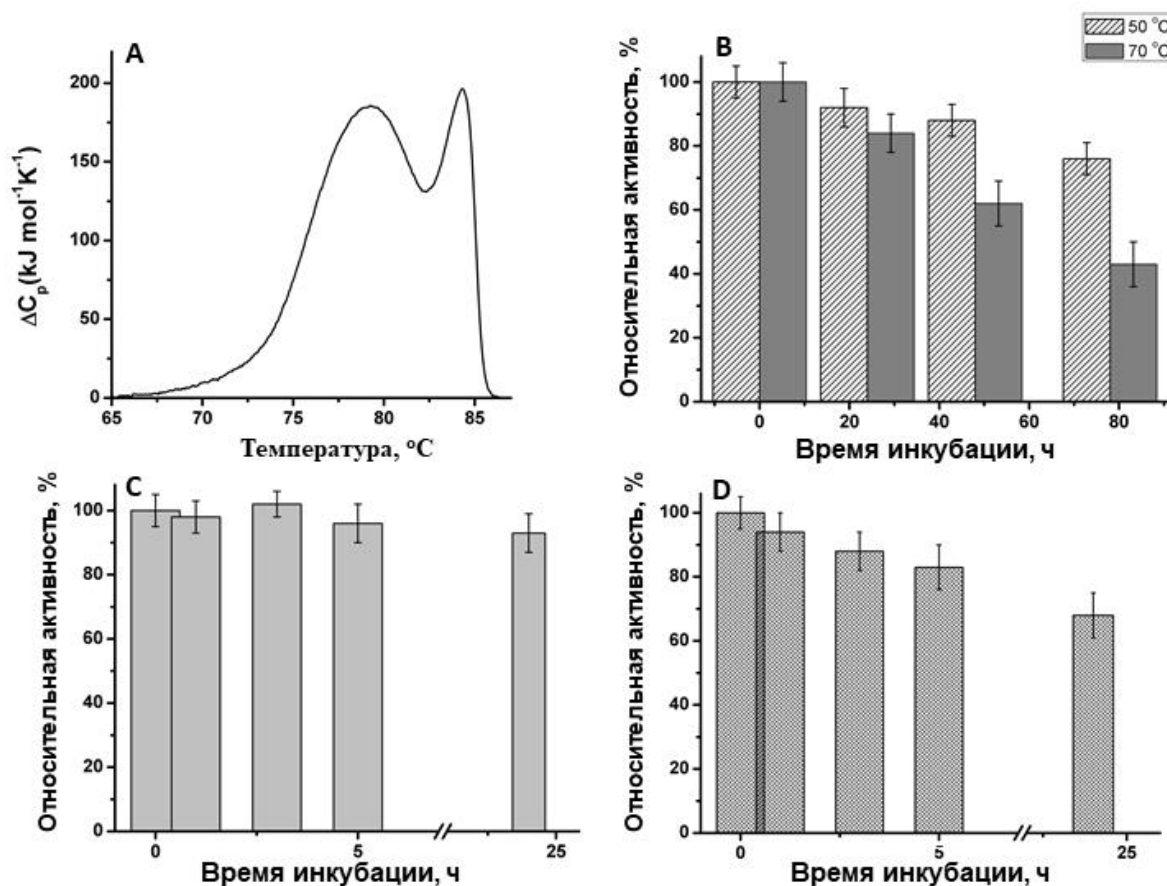 A
ΔCp(kJ mol-1K-1)
200
150
100
50
0
65 70 75 80 85
Температура, °C
B
50 °C
70 °C
Относительная активность, %
100
80
60
40
20
0
0 20 40 60 80
Время инкубации, ч
C
Относительная активность, %
100
80
60
40
20
0
0 5 25
Время инкубации, ч
D
Относительная активность, %
100
80
60
40
20
0
0 5 25
Время инкубации, ч